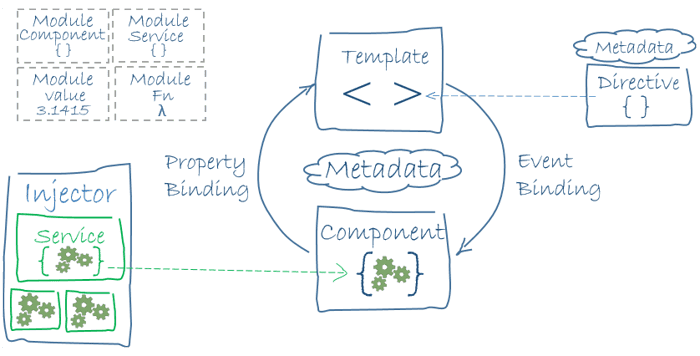 Module
Component
{ }
Module
Service
{ }
Module
value
3.1415
Module
Fn
λ
Template
< >
Metadata
Directive
{ }
Property
Binding
Metadata
Event
Binding
Injector
Service
{ }
Component
{ }